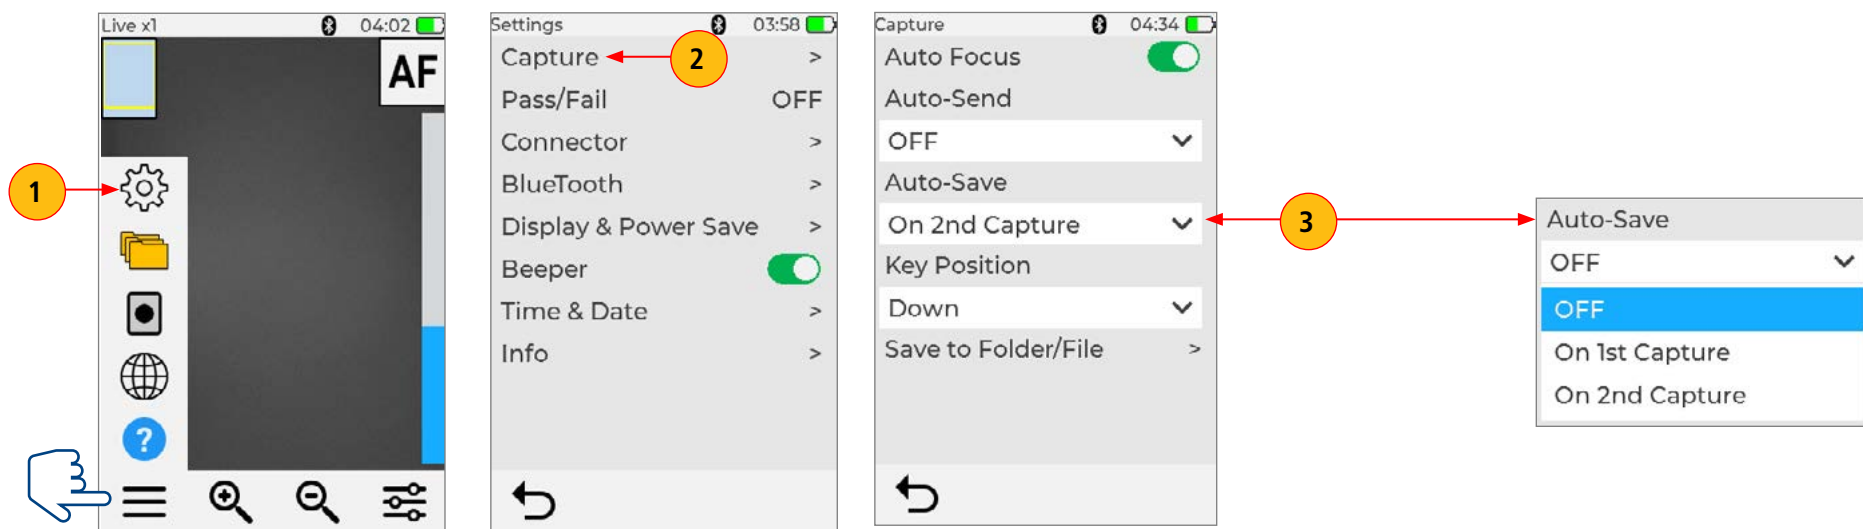 Live x1 04:02
AF
1
?
Settings 03:58
Capture >
2
Pass/Fail OFF
Connector >
BlueTooth >
Display & Power Save >
Beeper
Time & Date >
Info >
Capture 04:34
Auto Focus
Auto-Send
OFF
Auto-Save
On 2nd Capture
Key Position
Down
Save to Folder/File >
3
Auto-Save
OFF
OFF
On 1st Capture
On 2nd Capture